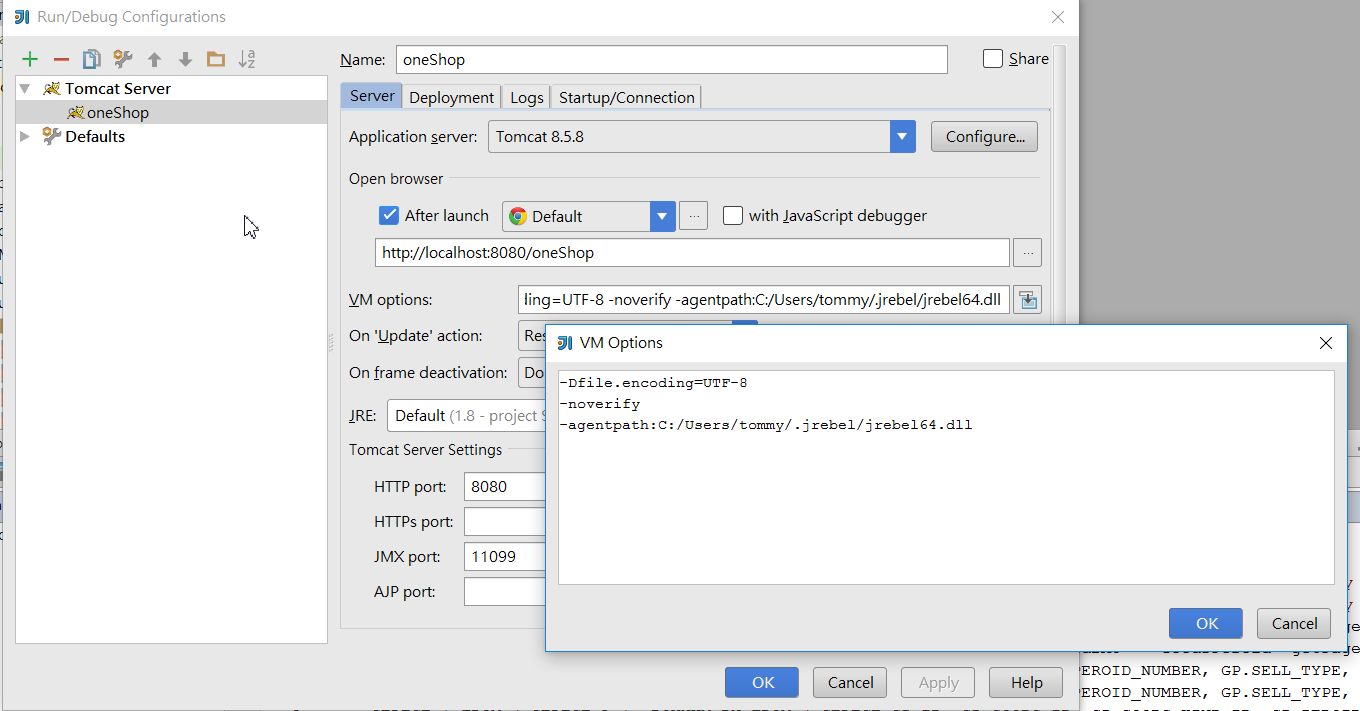 Run/Debug Configurations
Name: oneShop Share
Tomcat Server
oneShop
Defaults
Server Deployment Logs Startup/Connection
Application server: Tomcat 8.5.8 Configure...
Open browser
After launch Default ... with JavaScript debugger
http://localhost:8080/oneShop ...
VM options: ling=UTF-8 -noverify -agentpath:C:/Users/tommy/.jrebel/jrebel64.dll
On 'Update' action: Res
On frame deactivation: Do
JRE: Default (1.8 - project S
Tomcat Server Settings
HTTP port: 8080
HTTPs port:
JMX port: 11099
AJP port:
VM Options
-Dfile.encoding=UTF-8
-noverify
-agentpath:C:/Users/tommy/.jrebel/jrebel64.dll
OK Cancel
OK Cancel Apply Help
PEROID_NUMBER, GP.SELL_TYPE,
PEROID_NUMBER, GP.SELL_TYPE,